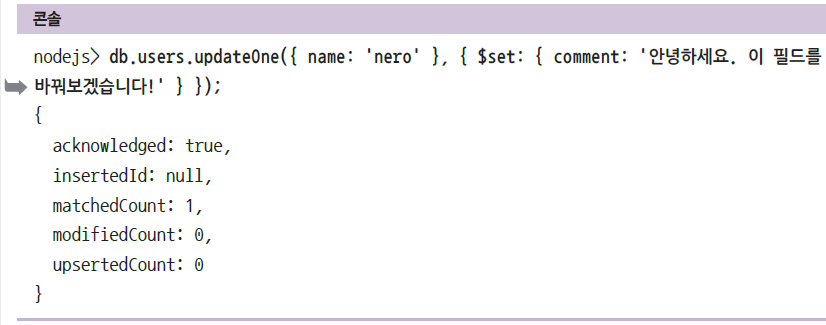 콘솔
nodejs> db.users.updateOne({ name: 'nero' }, { $set: { comment: '안녕하세요. 이 필드를
바꿔보겠습니다!' } });
{
  acknowledged: true,
  insertedId: null,
  matchedCount: 1,
  modifiedCount: 0,
  upsertedCount: 0
}